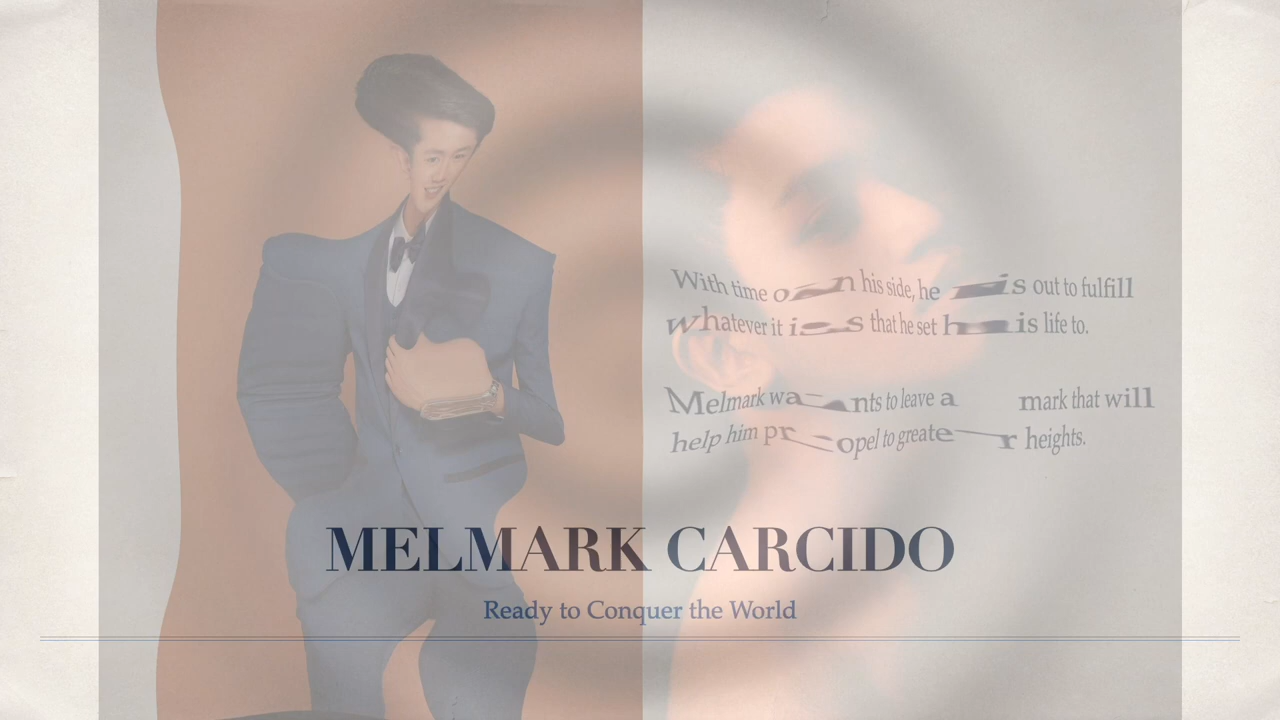 With time on his side, he is out to fulfill
whatever it is that he set his life to.
Melmark wants to leave a mark that will
help him propel to greater heights.
MELMARK CARCIDO
Ready to Conquer the World